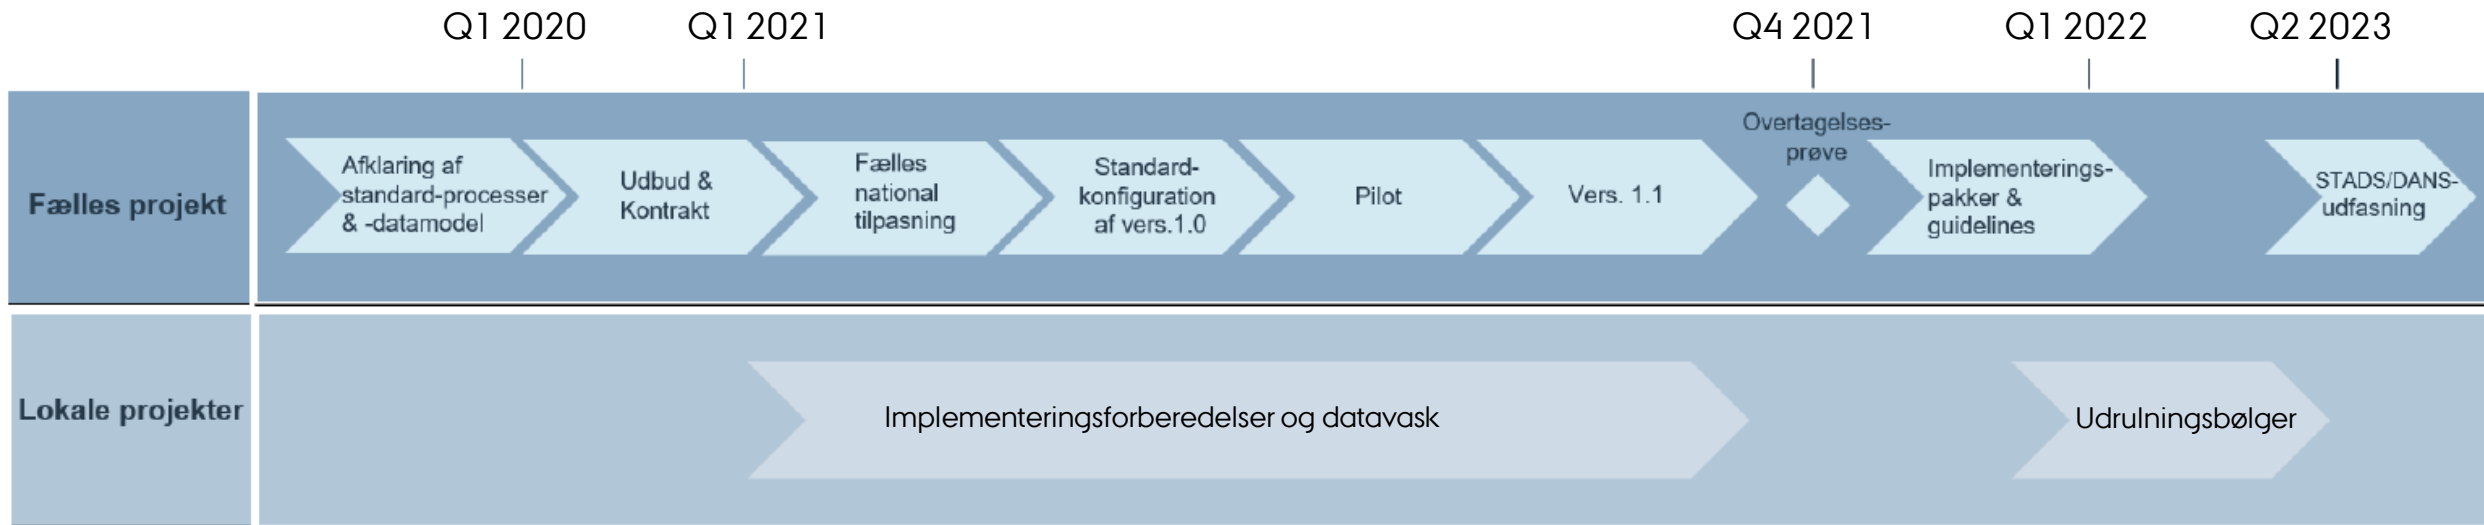 Q1 2020
Q1 2021
Q4 2021
Q1 2022
Q2 2023
Fælles projekt
Afklaring af
standard-processer
& -datamodel
Udbud &
Kontrakt
Fælles
national
tilpasning
Standard-
konfiguration
af vers.1.0
Pilot
Vers. 1.1
Overtagelses-
prøve
Implementerings-
pakker &
guidelines
STADS/DANS-
udfasning
Lokale projekter
Implementeringsforberedelser og datavask
Udrulningsbølger